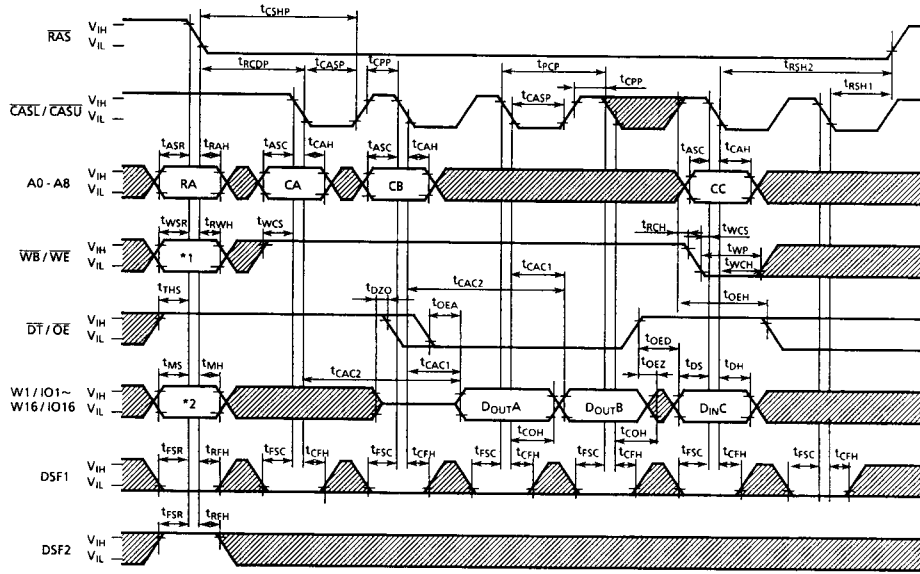 tCSHP
RAS VIH
VIL
tRCDP tCASP tCPP tPCP tCPP tRSH2
tCASP tRSH1
CASL / CASU VIH
VIL
tASR tRAH tASC tCAH tASC tCAH tASC tCAH
A0 - A8 VIH
VIL
RA CA CB CC
tWSR tRWH tWCS tRCH tWCS
tWP
tWCH
WB / WE VIH
VIL
*1
tTHS tCAC1
tCAC2
tDZO tOEA tOEH
DT / OE VIH
VIL
tOED
tOEZ
tMS tMH tCAC2 tCAC1 tDS tDH
W1 / IO1~
W16 / IO16
VIH
VIL
*2 DOUTA DOUTB DINC
tCOH tCOH
tFSR tRFH tFSC tCFH tFSC tCFH tFSC tCFH tFSC tCFH tFSC tCFH tFSC tCFH
DSF1 VIH
VIL
tFSR tRFH
DSF2 VIH
VIL